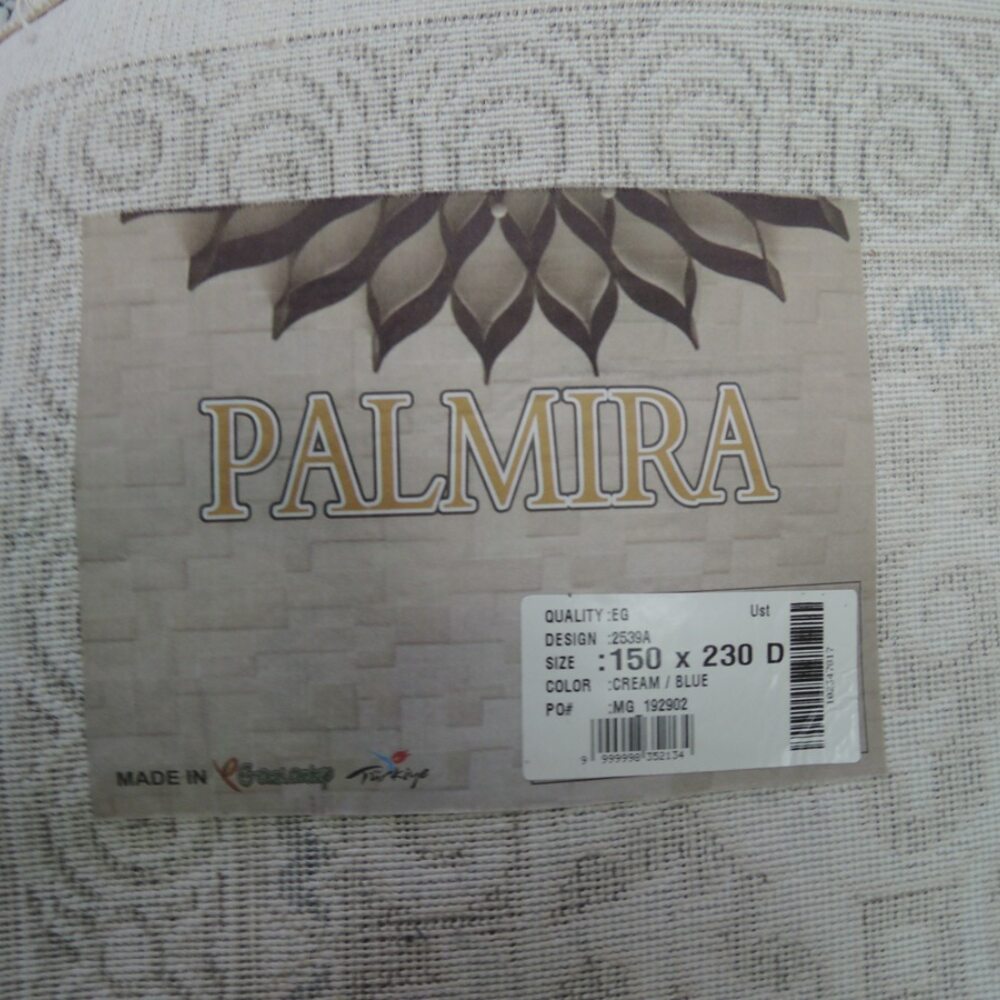 PALMIRA
QUALITY :EG Ust
DESIGN :2539A
SIZE :150 x 230 D
COLOR :CREAM / BLUE
PO# :MG 192902
9 999998 352134
MADE IN
Türkiye